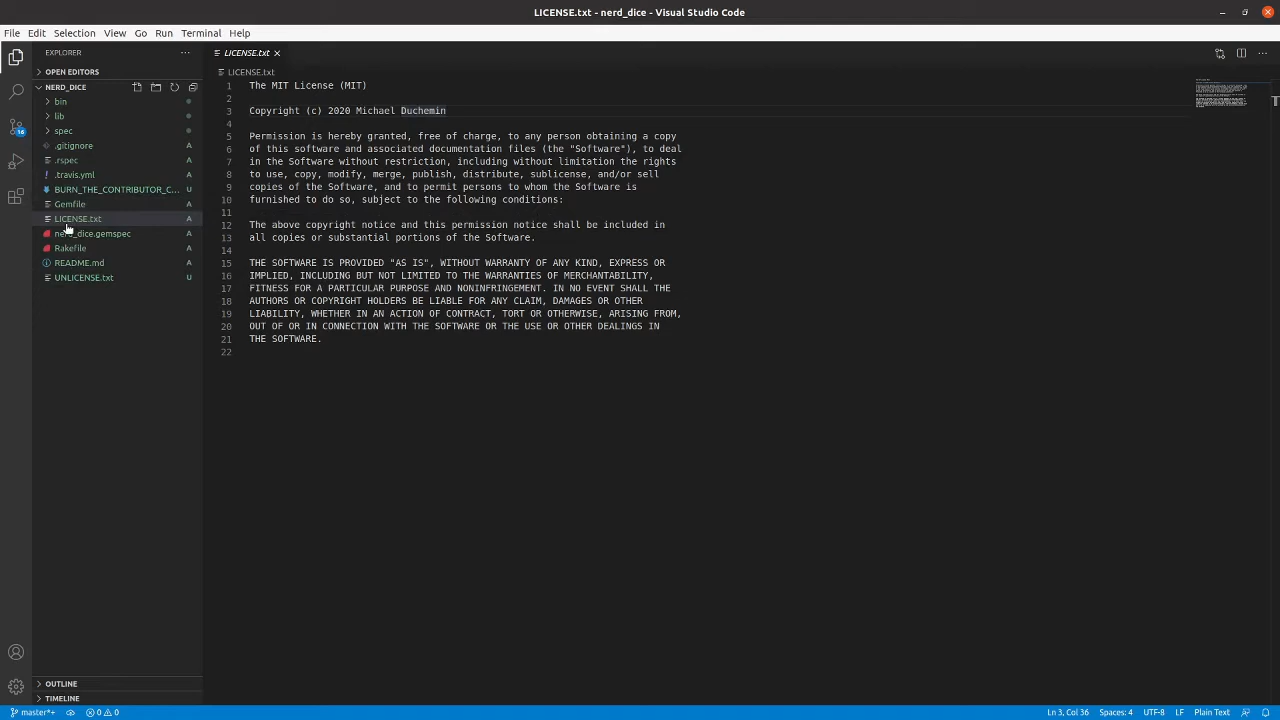 LICENSE.txt - nerd_dice - Visual Studio Code
File Edit Selection View Go Run Terminal Help
EXPLORER
OPEN EDITORS
NERD_DICE
bin
lib
spec
.gitignore A
.rspec A
.travis.yml A
BURN_THE_CONTRIBUTOR_C... U
Gemfile A
LICENSE.txt A
nerd_dice.gemspec A
Rakefile A
README.md A
UNLICENSE.txt U
OUTLINE
TIMELINE
16
LICENSE.txt
LICENSE.txt
1 The MIT License (MIT)
2
3 Copyright (c) 2020 Michael Duchemin
4
5 Permission is hereby granted, free of charge, to any person obtaining a copy
6 of this software and associated documentation files (the "Software"), to deal
7 in the Software without restriction, including without limitation the rights
8 to use, copy, modify, merge, publish, distribute, sublicense, and/or sell
9 copies of the Software, and to permit persons to whom the Software is
10 furnished to do so, subject to the following conditions:
11
12 The above copyright notice and this permission notice shall be included in
13 all copies or substantial portions of the Software.
14
15 THE SOFTWARE IS PROVIDED "AS IS", WITHOUT WARRANTY OF ANY KIND, EXPRESS OR
16 IMPLIED, INCLUDING BUT NOT LIMITED TO THE WARRANTIES OF MERCHANTABILITY,
17 FITNESS FOR A PARTICULAR PURPOSE AND NONINFRINGEMENT. IN NO EVENT SHALL THE
18 AUTHORS OR COPYRIGHT HOLDERS BE LIABLE FOR ANY CLAIM, DAMAGES OR OTHER
19 LIABILITY, WHETHER IN AN ACTION OF CONTRACT, TORT OR OTHERWISE, ARISING FROM,
20 OUT OF OR IN CONNECTION WITH THE SOFTWARE OR THE USE OR OTHER DEALINGS IN
21 THE SOFTWARE.
22
master*+ 0 0 Ln 3, Col 36 Spaces: 4 UTF-8 LF Plain Text